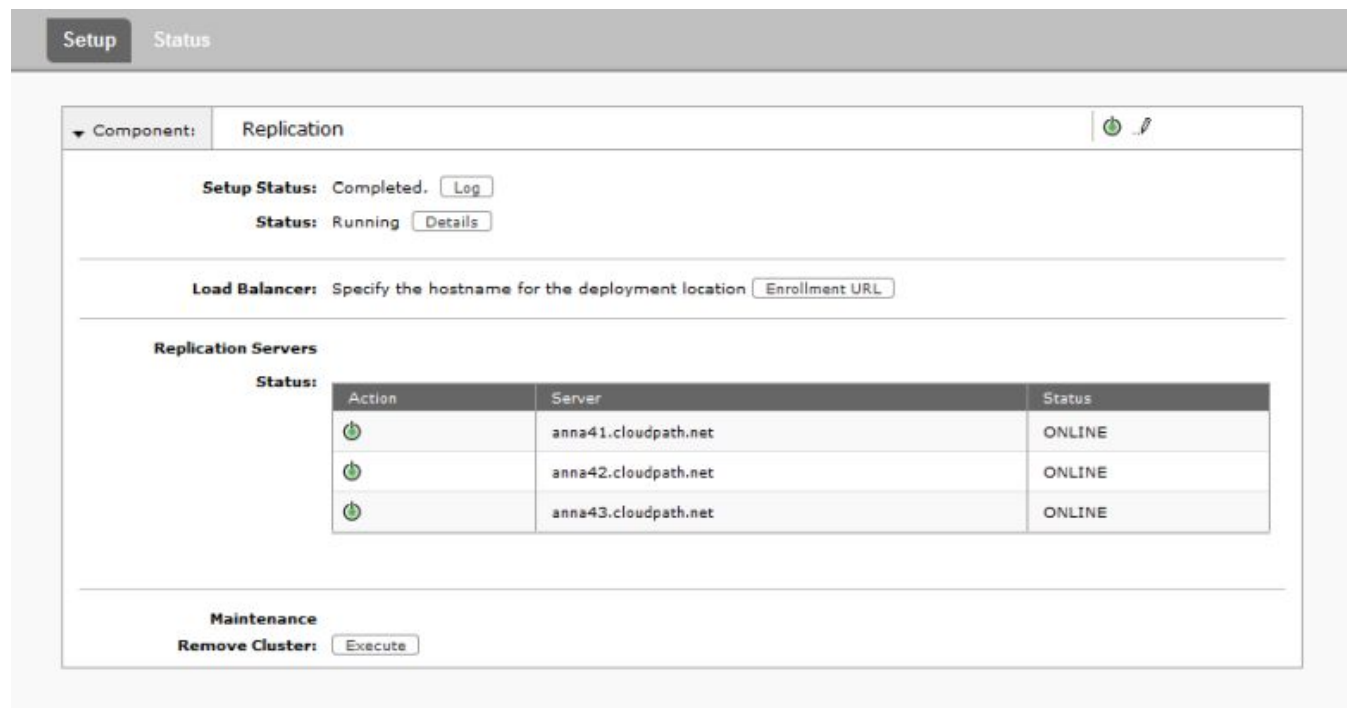 Setup Status
Component: Replication
Setup Status: Completed. Log
Status: Running Details
Load Balancer: Specify the hostname for the deployment location Enrollment URL
Replication Servers
Status:
Action Server Status
anna41.cloudpath.net ONLINE
anna42.cloudpath.net ONLINE
anna43.cloudpath.net ONLINE
Maintenance
Remove Cluster: Execute